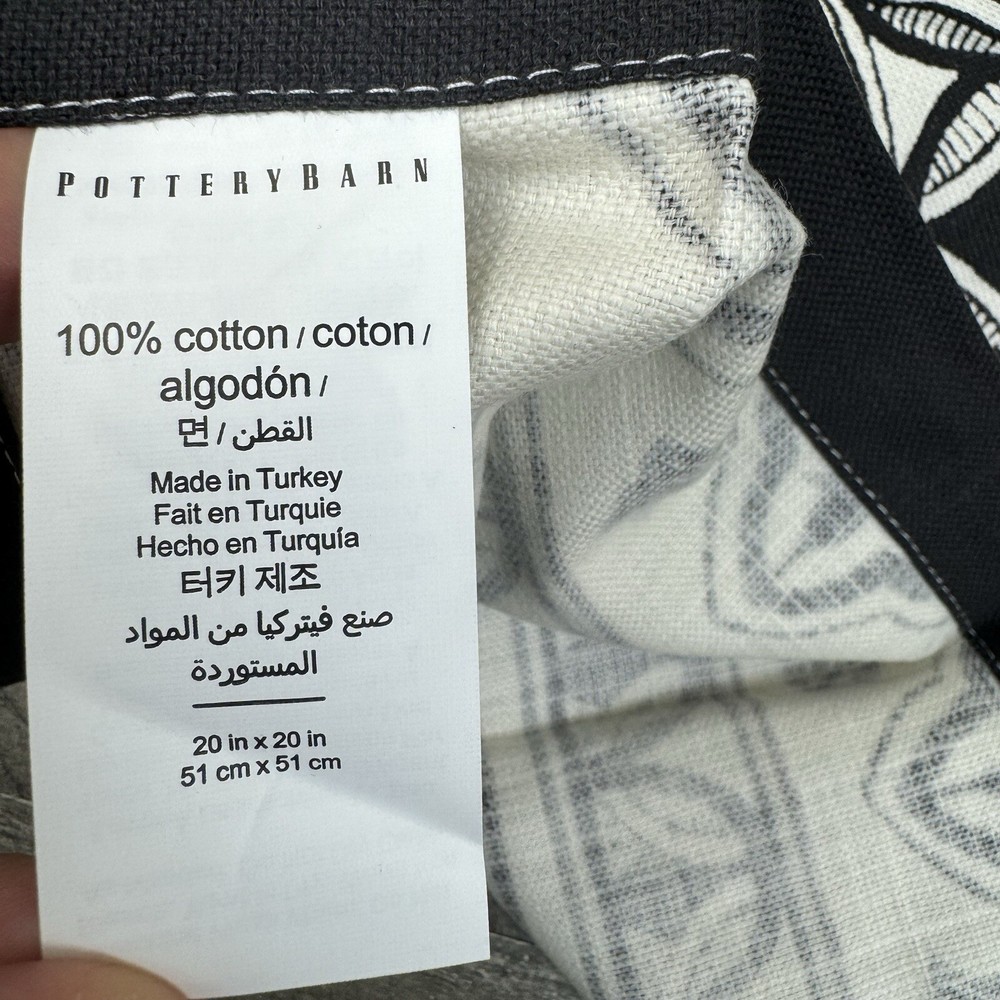 POTTERYBARN
100% cotton / coton /
algodón /
면 / القطن
Made in Turkey
Fait en Turquie
Hecho en Turquía
터키 제조
صنع فيتركيا من المواد
المستوردة
20 in x 20 in
51 cm x 51 cm